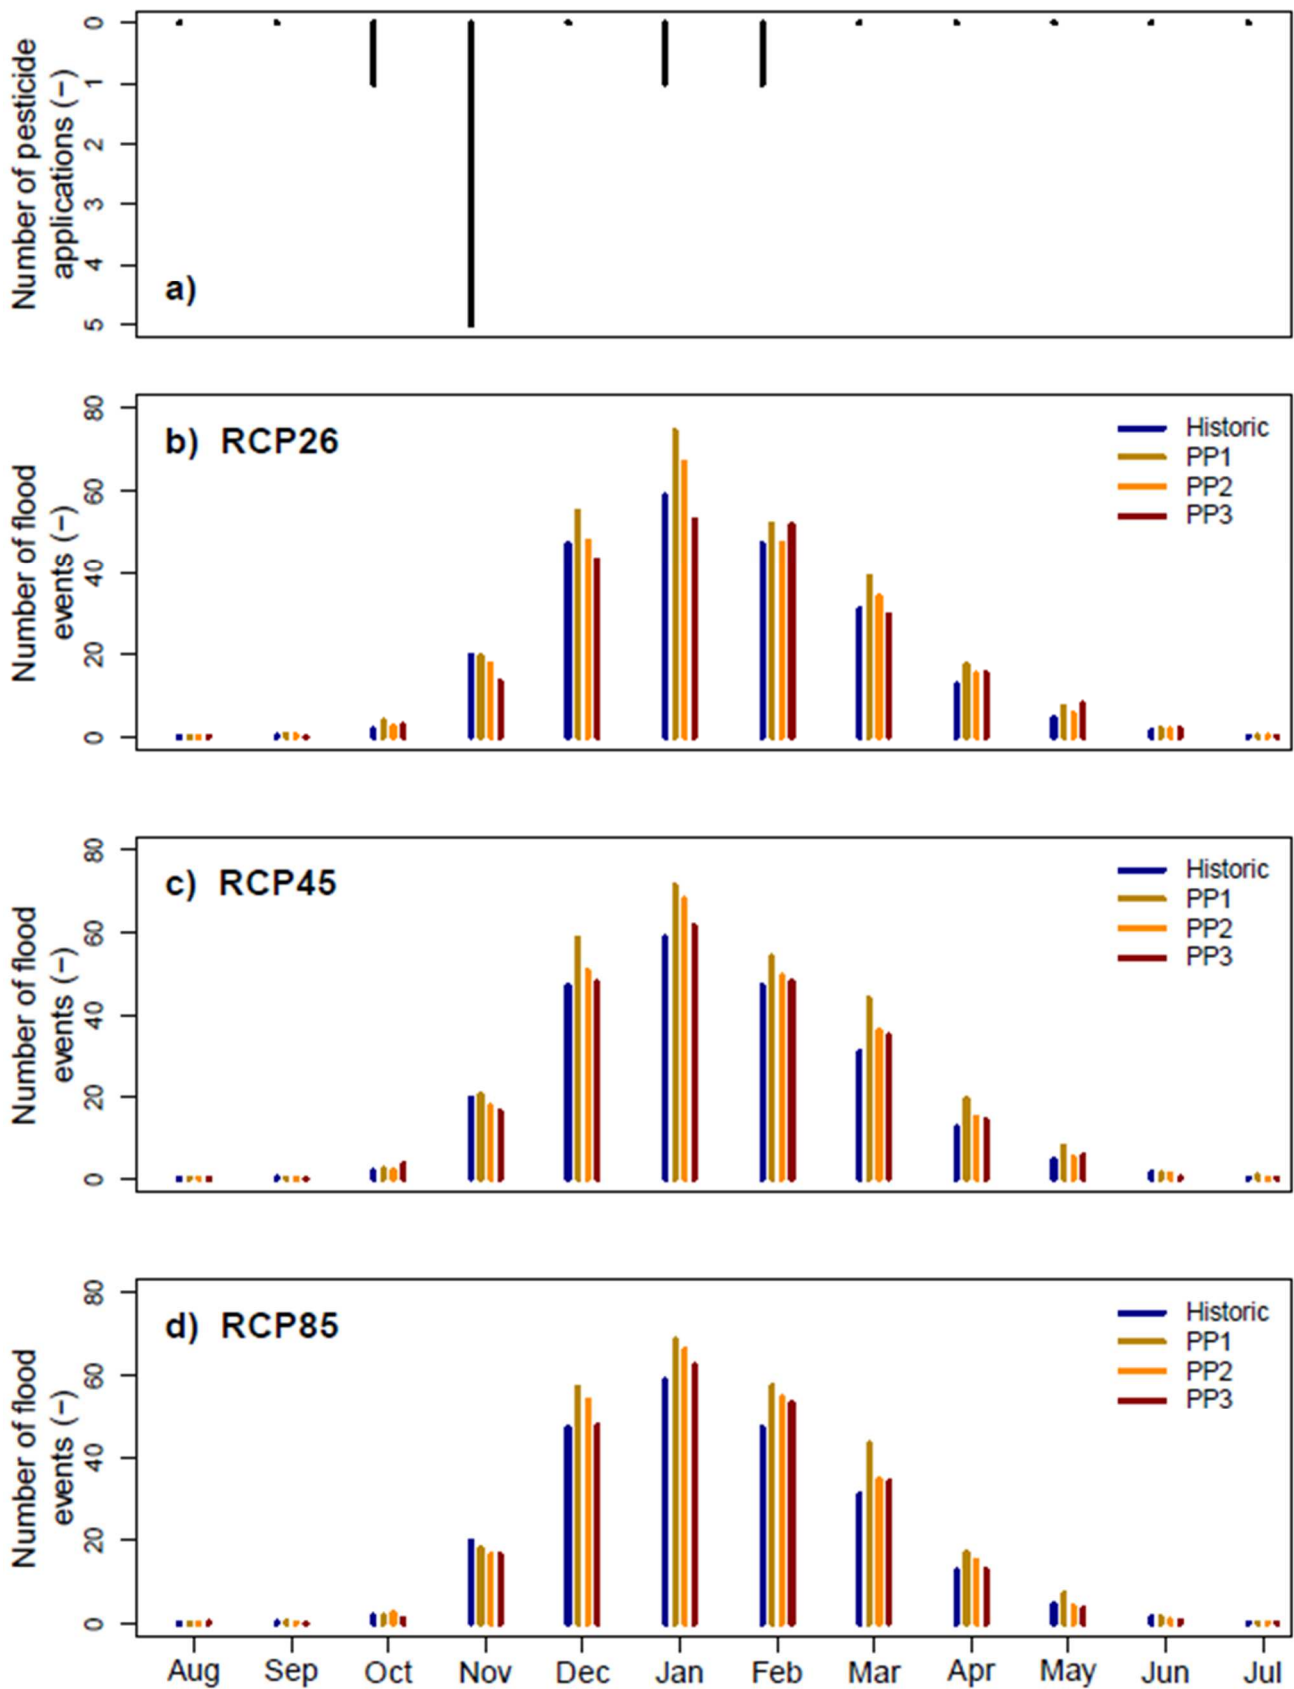 Number of pesticide
applications (−)
0
1
2
3
4
5
a)
Number of flood
events (−)
80
60
40
20
0
b) RCP26
Historic
PP1
PP2
PP3
Number of flood
events (−)
80
60
40
20
0
c) RCP45
Historic
PP1
PP2
PP3
Number of flood
events (−)
80
60
40
20
0
d) RCP85
Historic
PP1
PP2
PP3
Aug Sep Oct Nov Dec Jan Feb Mar Apr May Jun Jul